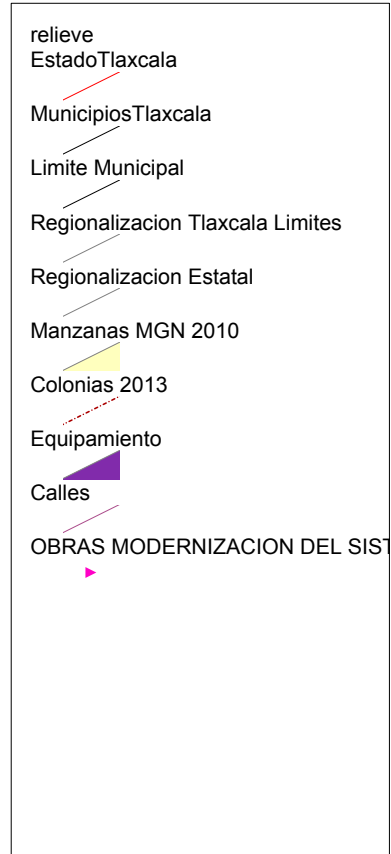 relieve
EstadoTlaxcala
MunicipiosTlaxcala
Limite Municipal
Regionalizacion Tlaxcala Limites
Regionalizacion Estatal
Manzanas MGN 2010
Colonias 2013
Equipamiento
Calles
OBRAS MODERNIZACION DEL SIST